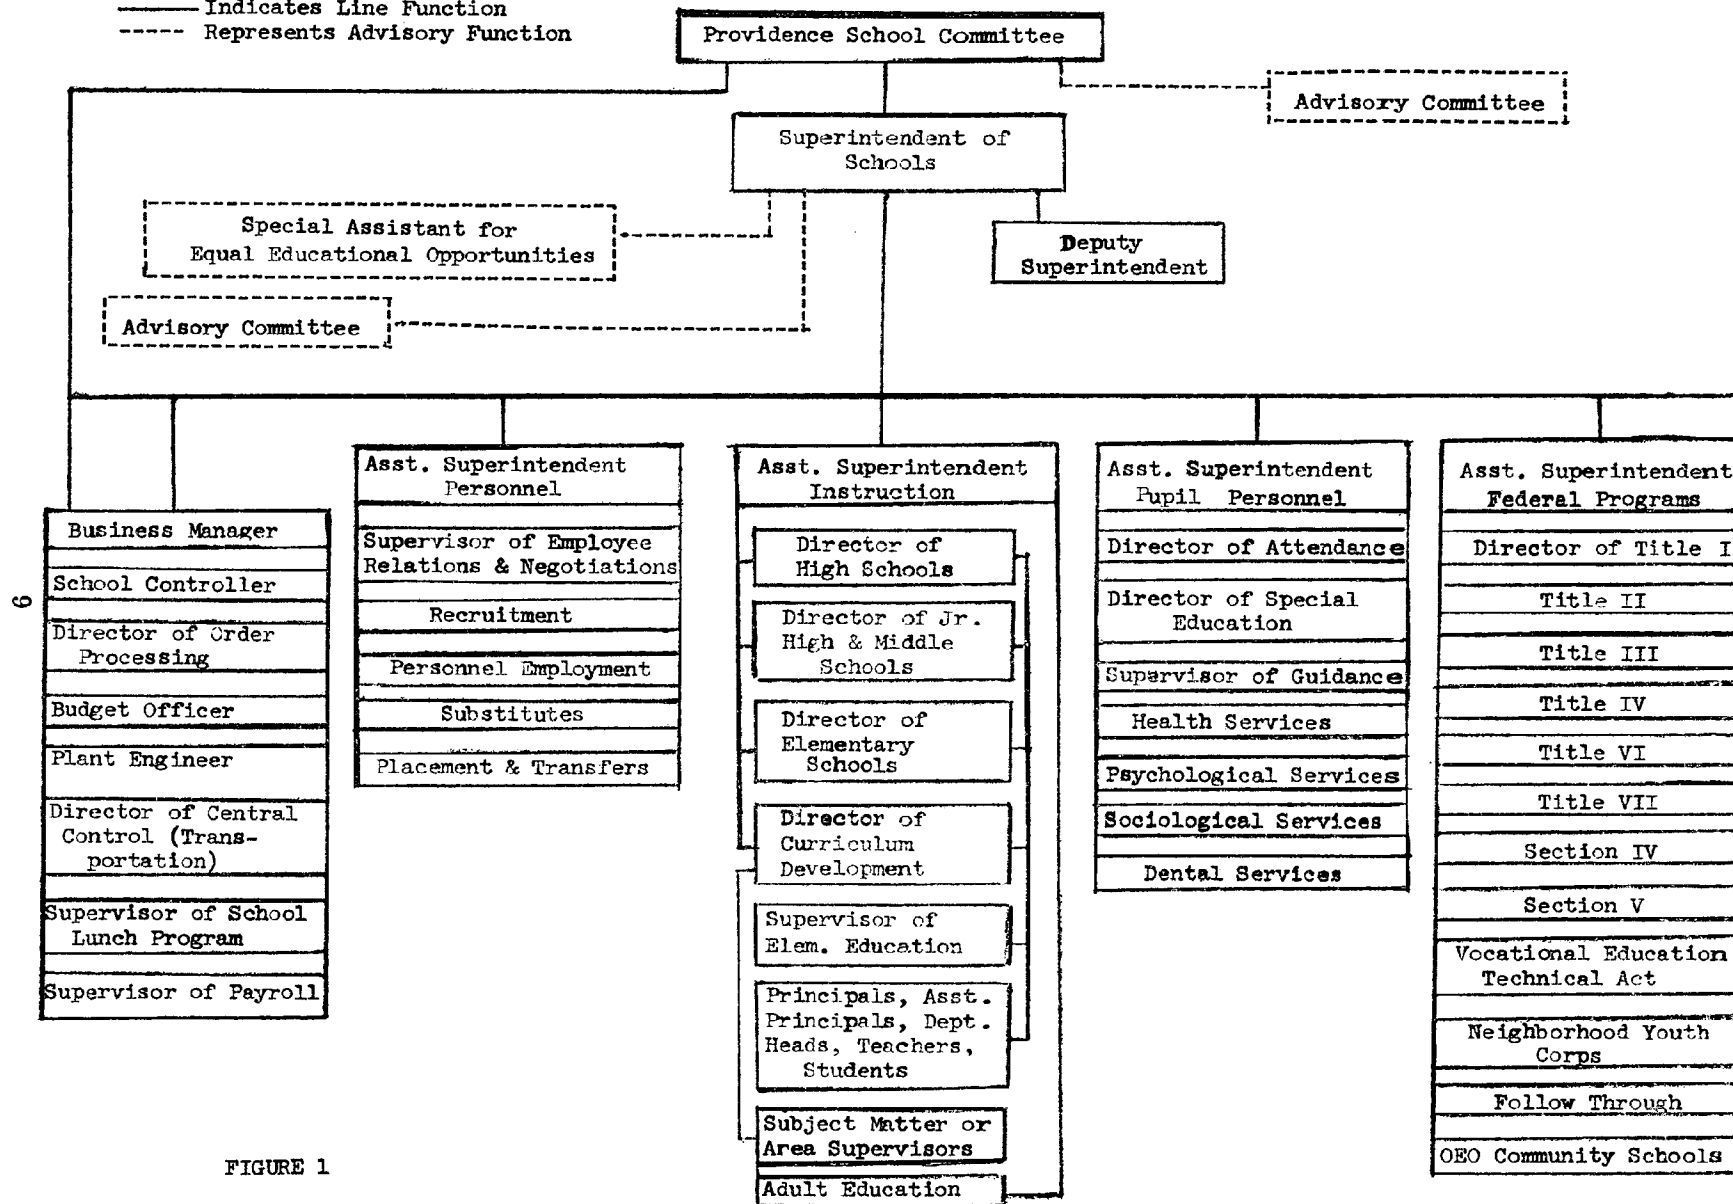 Indicates Line Function
Represents Advisory Function
Providence School Committee
Advisory Committee
Superintendent of
Schools
Special Assistant for
Equal Educational Opportunities
Deputy
Superintendent
Advisory Committee
Business Manager
School Controller
Director of Order
Processing
Budget Officer
Plant Engineer
Director of Central
Control (Trans-
portation)
Supervisor of School
Lunch Program
Supervisor of Payroll
Asst. Superintendent
Personnel
Supervisor of Employee
Relations & Negotiations
Recruitment
Personnel Employment
Substitutes
Placement & Transfers
Asst. Superintendent
Instruction
Director of
High Schools
Director of Jr.
High & Middle
Schools
Director of
Elementary
Schools
Director of
Curriculum
Development
Supervisor of
Elem. Education
Principals, Asst.
Principals, Dept.
Heads, Teachers,
Students
Subject Matter or
Area Supervisors
Adult Education
Asst. Superintendent
Pupil Personnel
Director of Attendance
Director of Special
Education
Supervisor of Guidance
Health Services
Psychological Services
Sociological Services
Dental Services
Asst. Superintendent
Federal Programs
Director of Title I
Title II
Title III
Title IV
Title VI
Title VII
Section IV
Section V
Vocational Education
Technical Act
Neighborhood Youth
Corps
Follow Through
OEO Community Schools
9
FIGURE 1